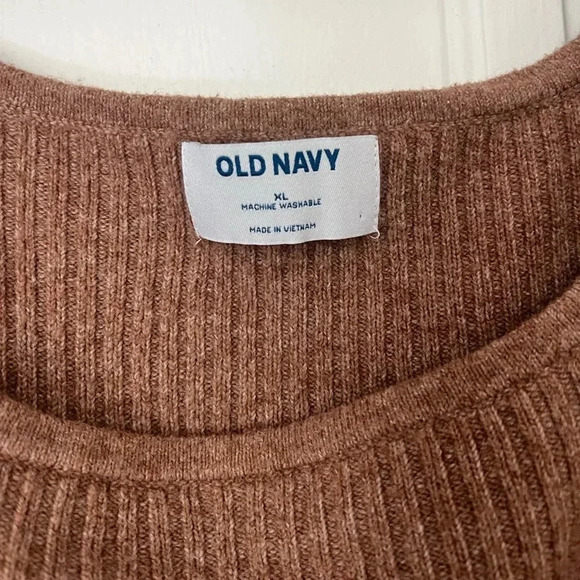 OLD NAVY
XL
MACHINE WASHABLE
MADE IN VIETNAM